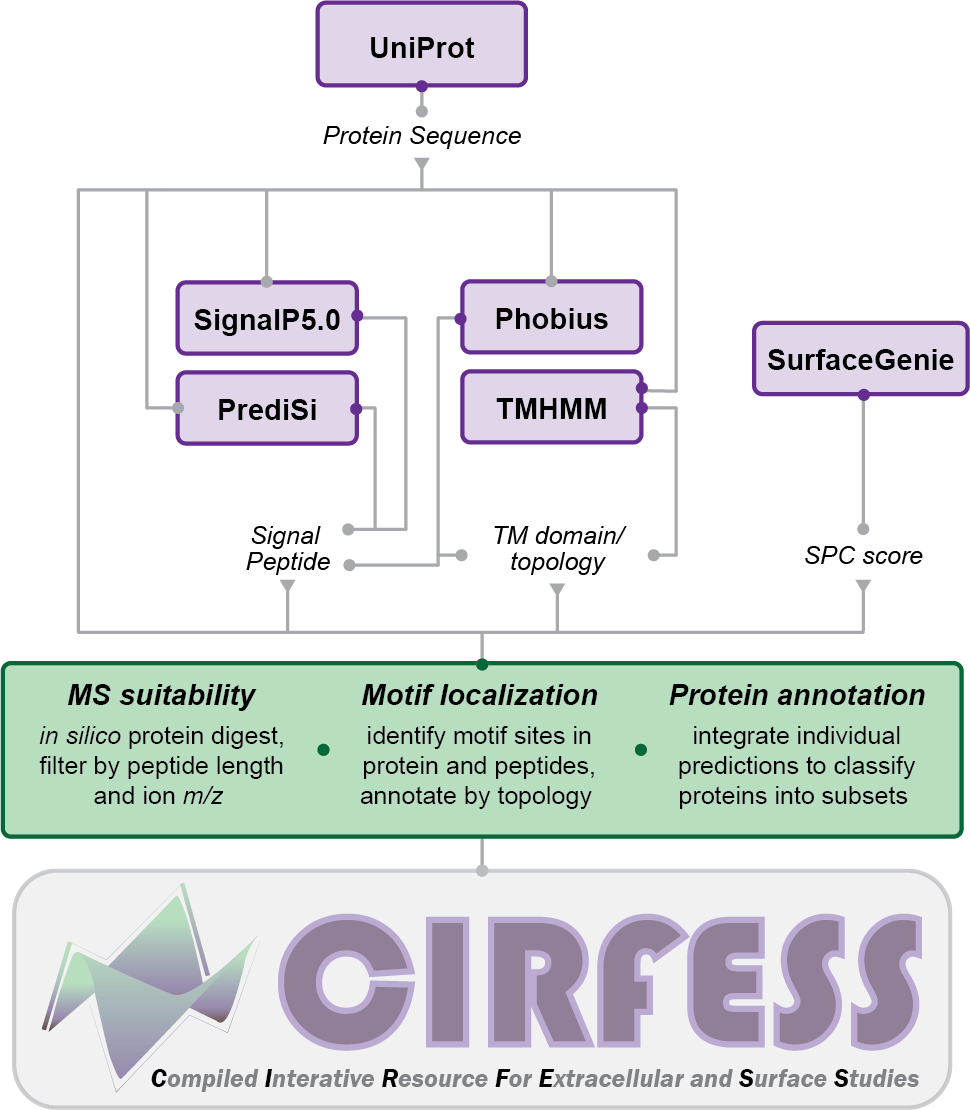 UniProt
Protein Sequence
SignalP5.0
Phobius
PrediSi
TMHMM
SurfaceGenie
Signal
Peptide
TM domain/
topology
SPC score
MS suitability
in silico protein digest,
filter by peptide length
and ion m/z
Motif localization
identify motif sites in
protein and peptides,
annotate by topology
Protein annotation
integrate individual
predictions to classify
proteins into subsets
CIRFESS
Compiled Interative Resource For Extracellular and Surface Studies